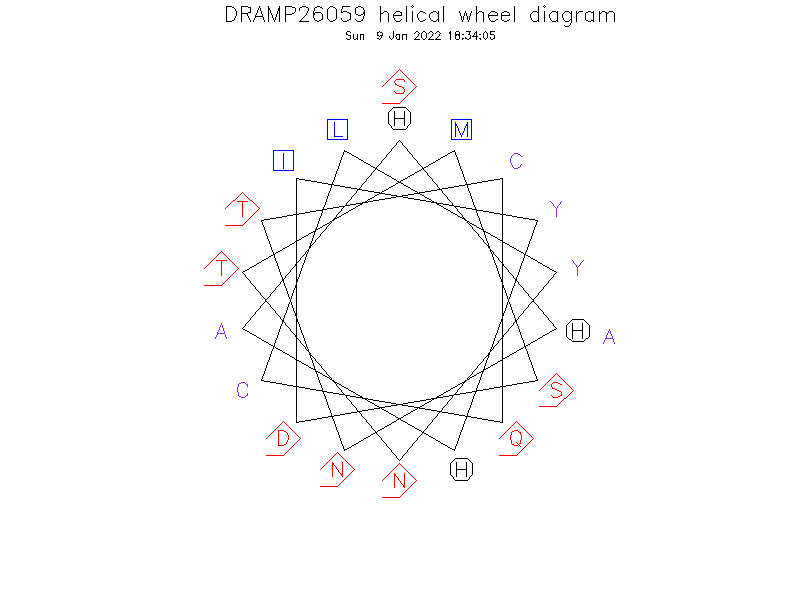 DRAMP26059 helical wheel diagram
Sun 9 Jan 2022 18:34:05
S
H
L M
I C
T Y
T Y
A H A
C S
D Q
N N H